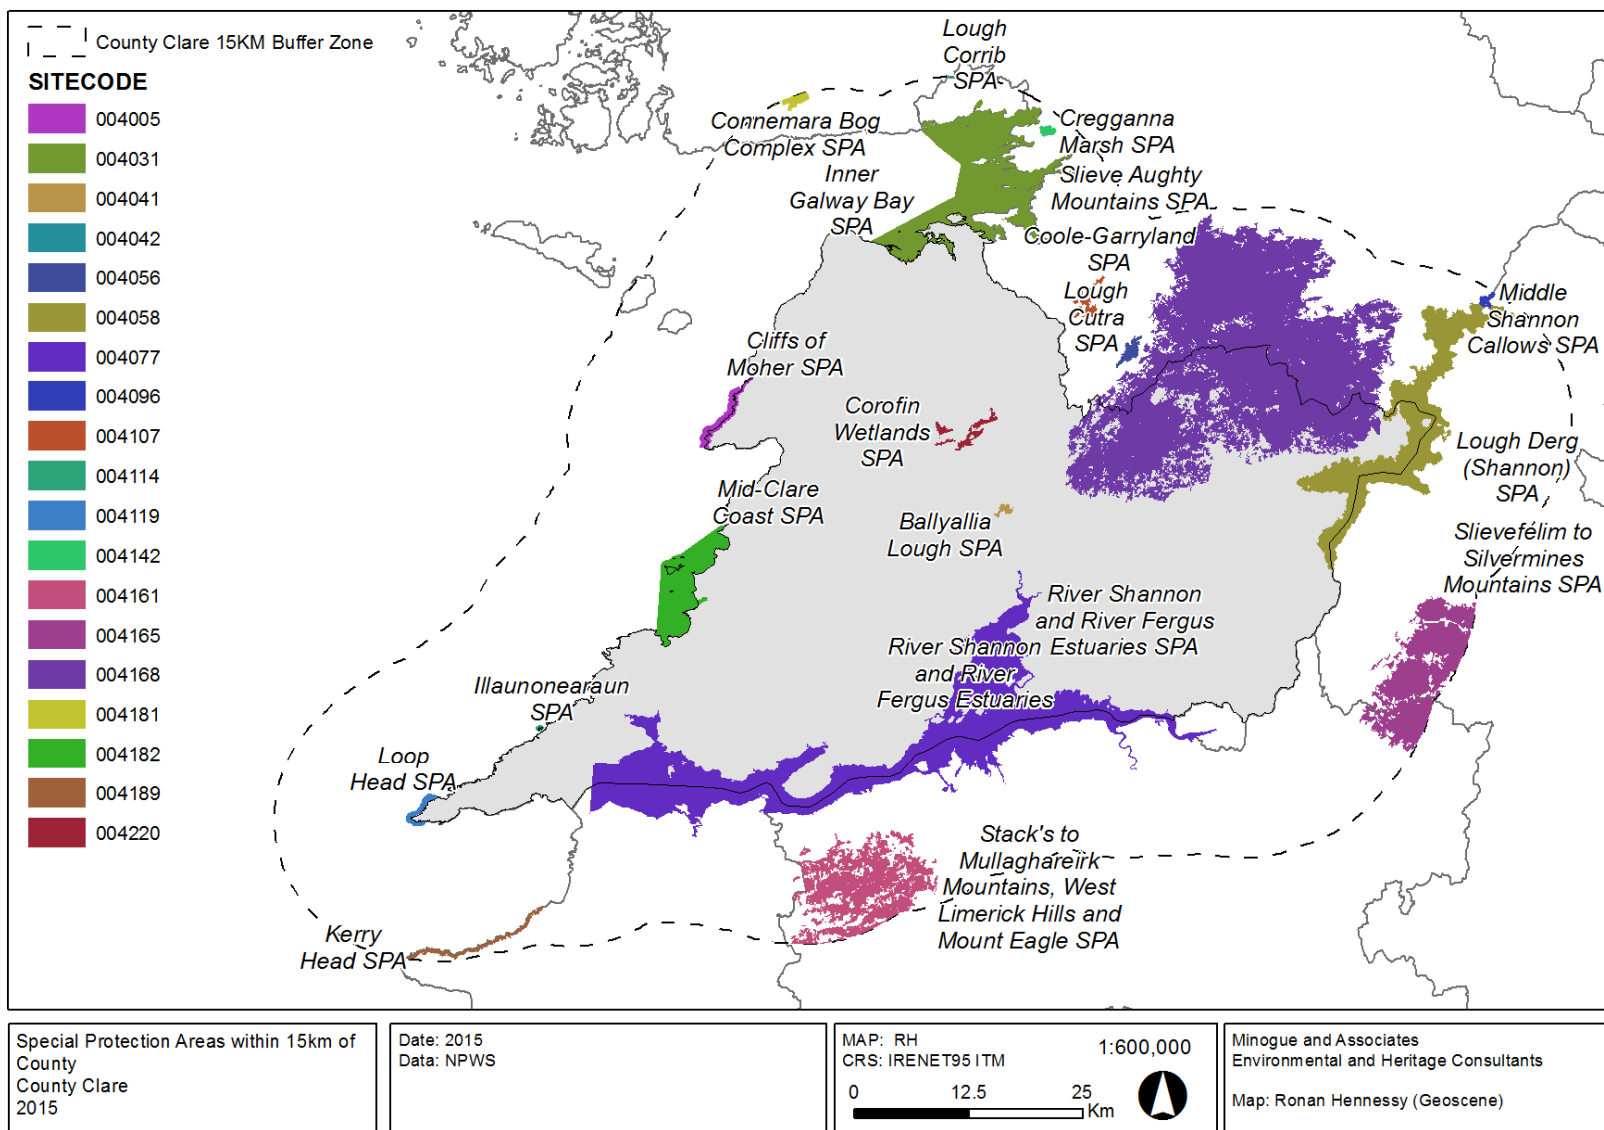 County Clare 15KM Buffer Zone
SITECODE
004005
004031
004041
004042
004056
004058
004077
004096
004107
004114
004119
004142
004161
004165
004168
004181
004182
004189
004220
Lough
Corrib
SPA
Connemara Bog
Complex SPA
Cregganna
Marsh SPA
Inner
Galway Bay
SPA
Slieve Aughty
Mountains SPA
Coole-Garryland
SPA
Lough
Cutra
SPA
Middle
Shannon
Callows SPA
Cliffs of
Moher SPA
Corofin
Wetlands
SPA
Lough Derg
(Shannon)
SPA
Mid-Clare
Coast SPA
Ballyallia
Lough SPA
Slievefélim to
Silvermines
Mountains SPA
River Shannon
and River Fergus
Estuaries SPA
River Shannon
and River
Fergus Estuaries
Illaunonearaun
SPA
Loop
Head SPA
Stack's to
Mullaghareirk
Mountains, West
Limerick Hills and
Mount Eagle SPA
Kerry
Head SPA
Special Protection Areas within 15km of
County
County Clare
2015
Date: 2015
Data: NPWS
MAP: RH
CRS: IRENET95 ITM
1:600,000
0 12.5 25
Km
Minogue and Associates
Environmental and Heritage Consultants
Map: Ronan Hennessy (Geoscene)